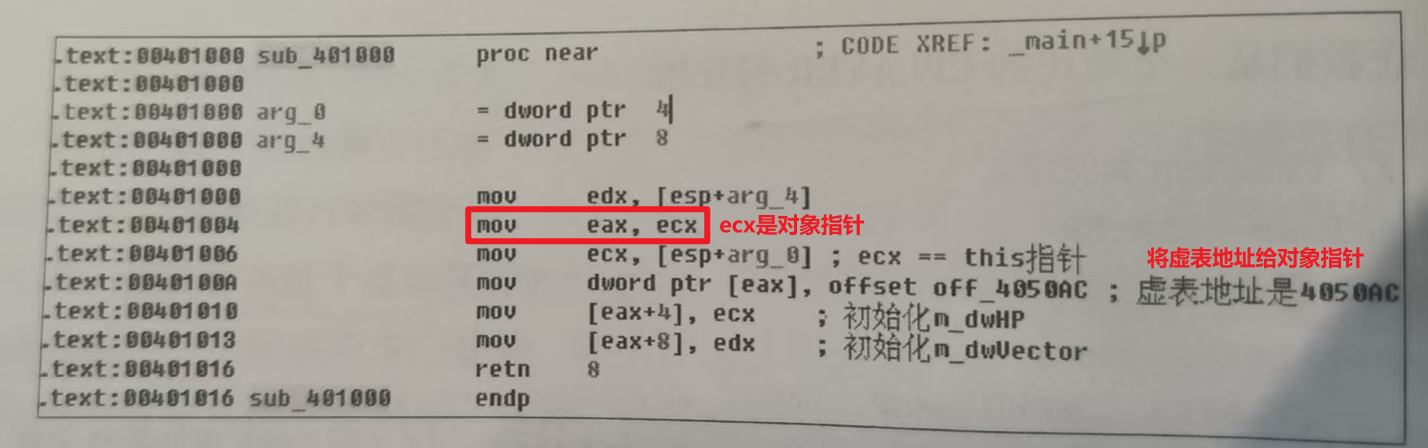 .text:00401000 sub_401000 proc near ; CODE XREF: _main+15↓p
.text:00401000
.text:00401000 arg_0 = dword ptr 4
.text:00401000 arg_4 = dword ptr 8
.text:00401000
.text:00401000 mov edx, [esp+arg_4]
.text:00401004 mov eax, ecx ecx是对象指针
.text:00401006 mov ecx, [esp+arg_0] ; ecx == this指针 将虚表地址给对象指针
.text:0040100A mov dword ptr [eax], offset off_4050AC ; 虚表地址是4050AC
.text:00401010 mov [eax+4], ecx ; 初始化m_dwHP
.text:00401013 mov [eax+8], edx ; 初始化m_dwVector
.text:00401016 retn 8
.text:00401016 sub_401000 endp